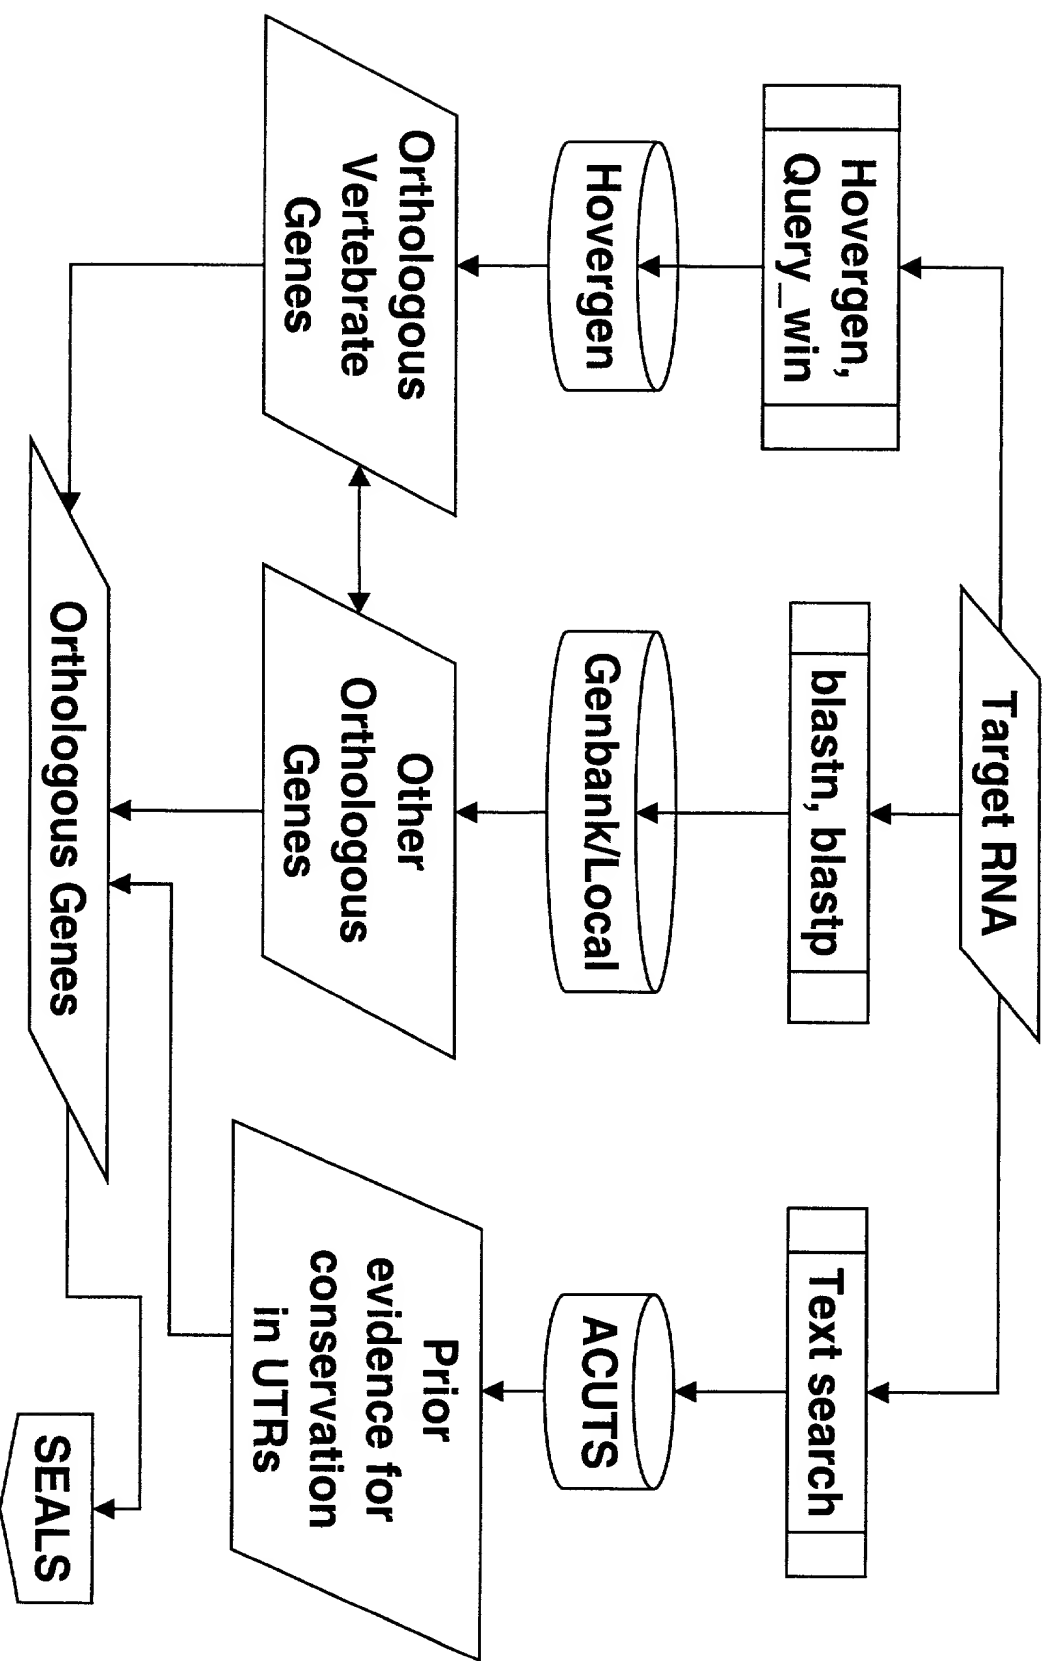 Target RNA
Hovergen,
Query_win
blastn, blastp
Text search
Hovergen
Genbank/Local
ACUTS
Orthologous
Vertebrate
Genes
Other
Orthologous
Genes
Prior
evidence for
conservation
in UTRs
Orthologous Genes
SEALS